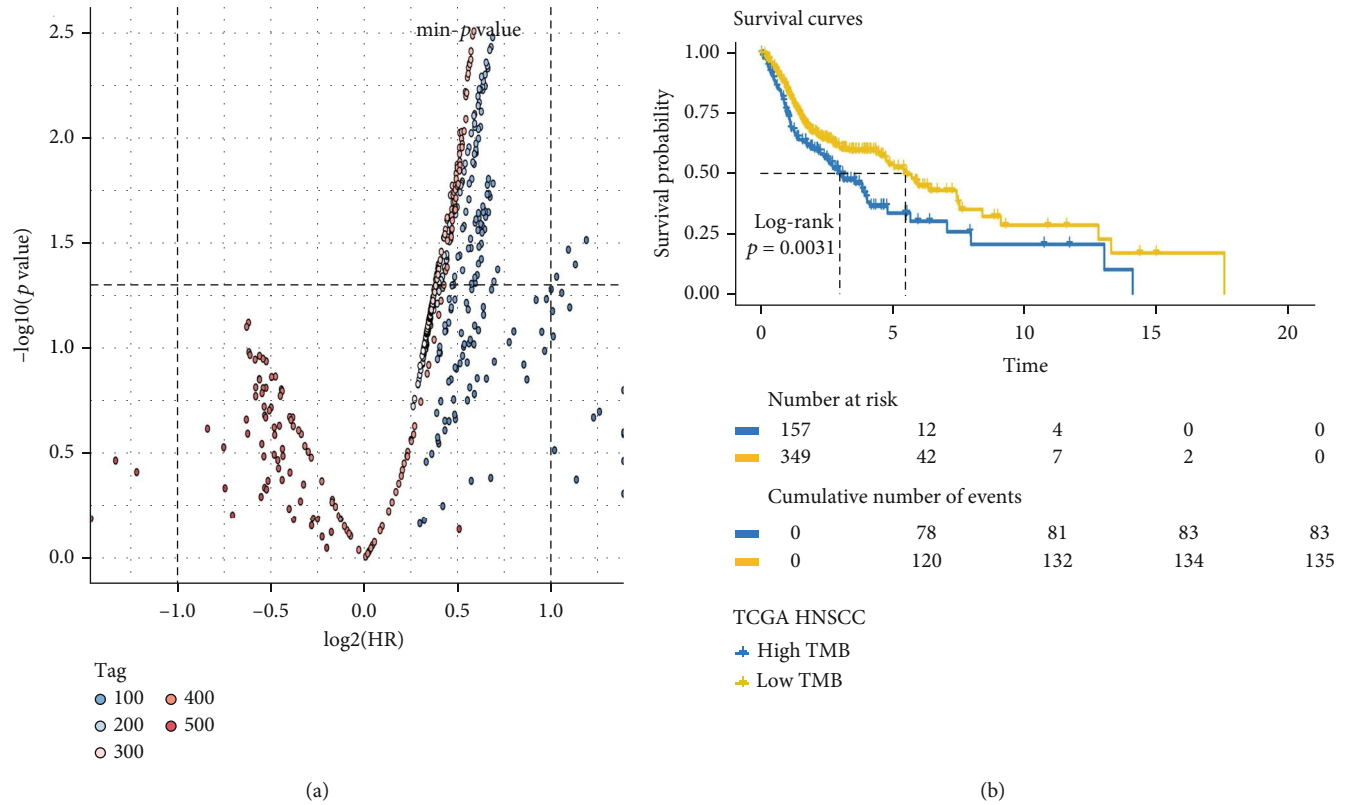 min-p value
2.5
2.0
1.5
1.0
0.5
0.0
−log10(p value)
−1.0 −0.5 0.0 0.5 1.0
log2(HR)
Tag
100 400
200 500
300
(a)
Survival curves
1.00
0.75
0.50
0.25
0.00
Survival probability
Log-rank
p = 0.0031
0 5 10 15 20
Time
Number at risk
157 12 4 0 0
349 42 7 2 0
Cumulative number of events
0 78 81 83 83
0 120 132 134 135
TCGA HNSCC
High TMB
Low TMB
(b)